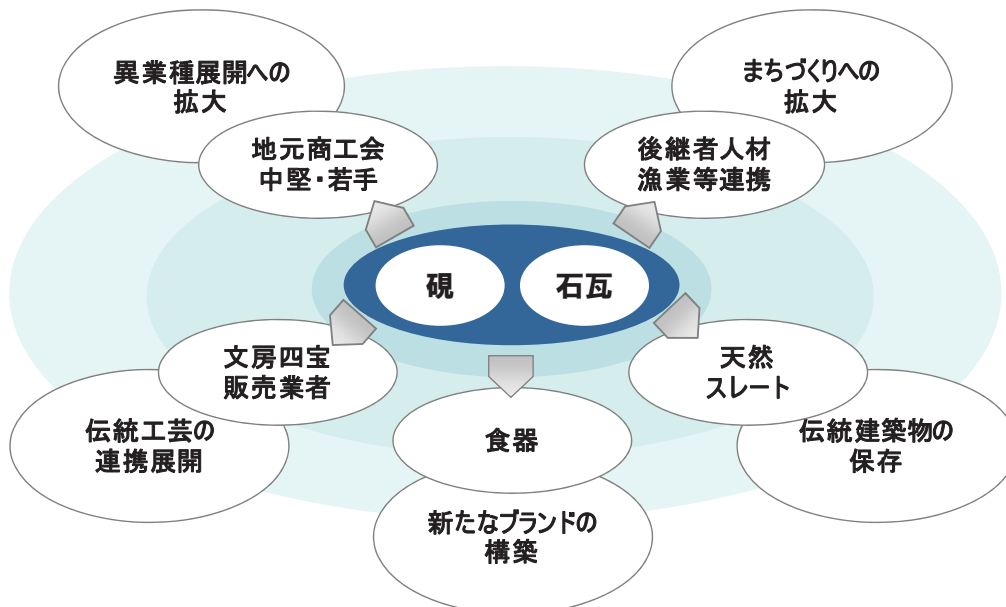 異業種展開への
拡大
まちづくりへの
拡大
地元商工会
中堅・若手
後継者人材
漁業等連携
硯
石瓦
文房四宝
販売業者
天然
スレート
伝統工芸の
連携展開
食器
伝統建築物の
保存
新たなブランドの
構築